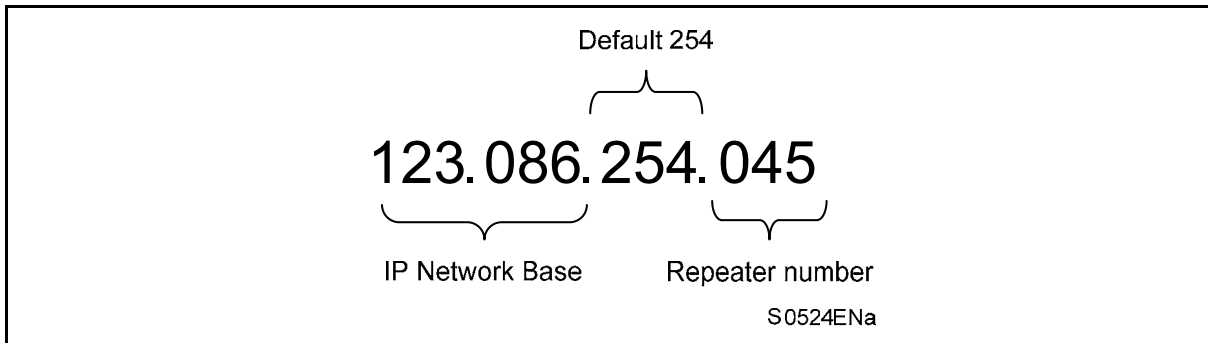 Default 254
123.086.254.045
IP Network Base
Repeater number
S0524ENa